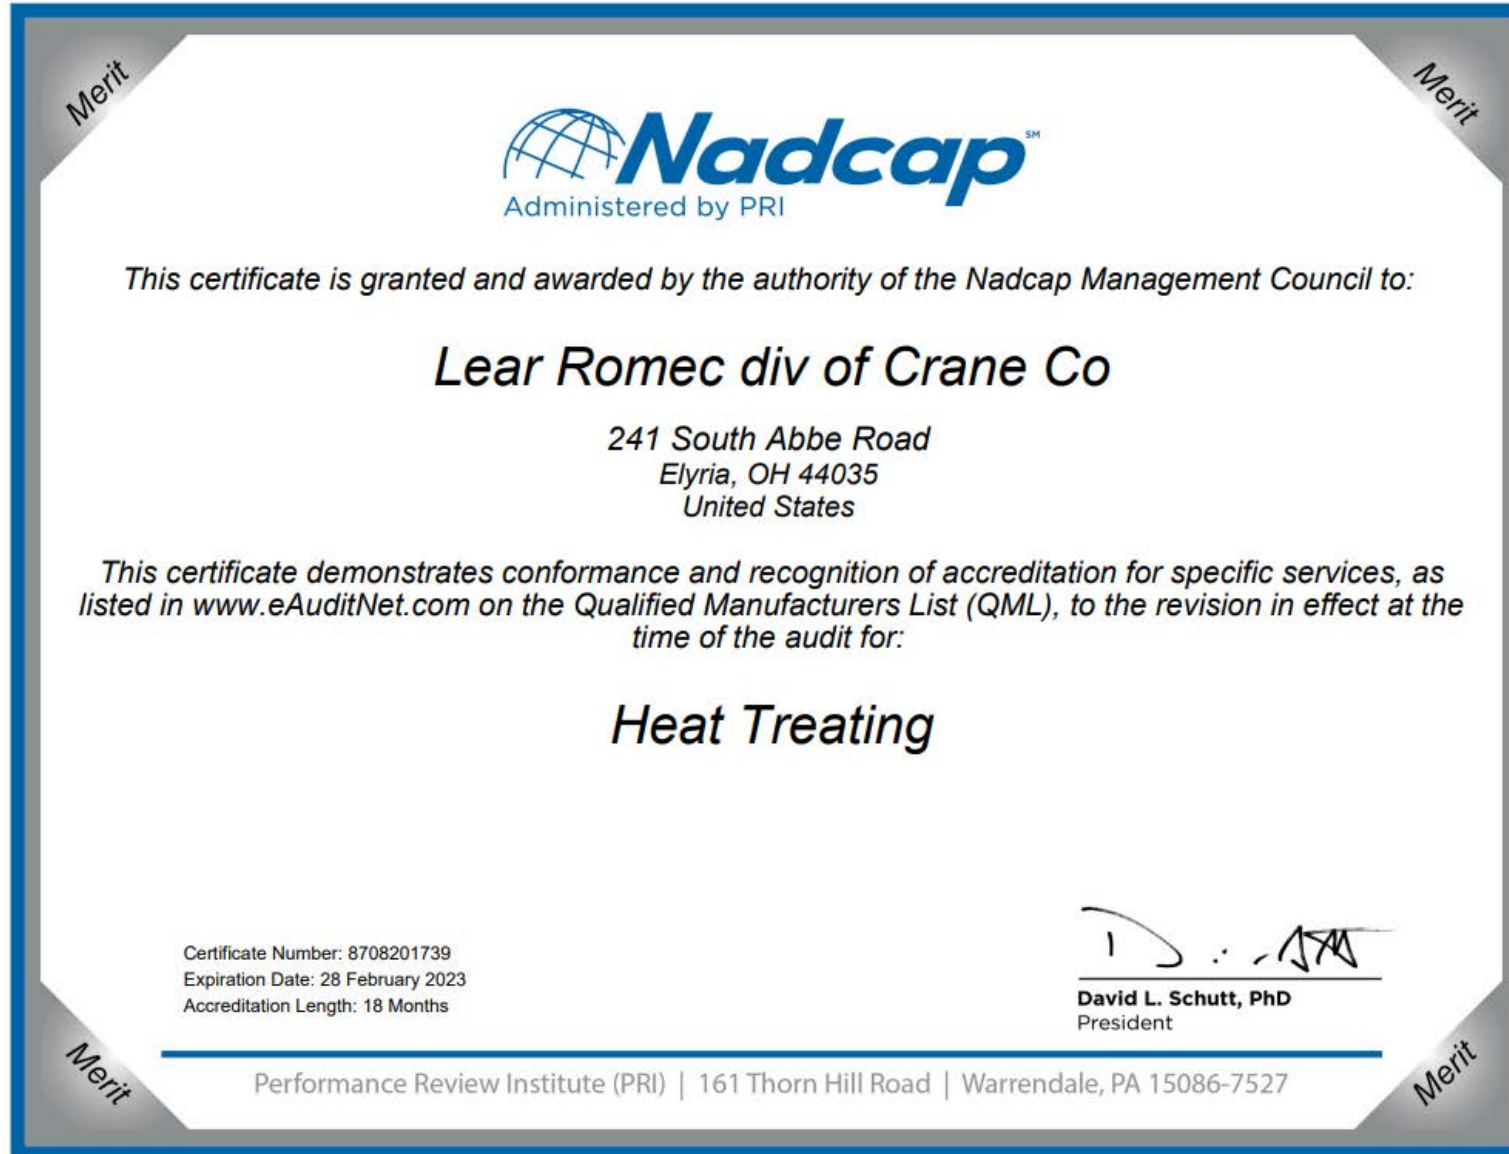 Merit
Merit
Nadcap SM
Administered by PRI
This certificate is granted and awarded by the authority of the Nadcap Management Council to:
Lear Romec div of Crane Co
241 South Abbe Road
Elyria, OH 44035
United States
This certificate demonstrates conformance and recognition of accreditation for specific services, as
listed in www.eAuditNet.com on the Qualified Manufacturers List (QML), to the revision in effect at the
time of the audit for:
Heat Treating
Certificate Number: 8708201739
Expiration Date: 28 February 2023
Accreditation Length: 18 Months
David L. Schutt, PhD
President
Merit
Merit
Performance Review Institute (PRI) | 161 Thorn Hill Road | Warrendale, PA 15086-7527